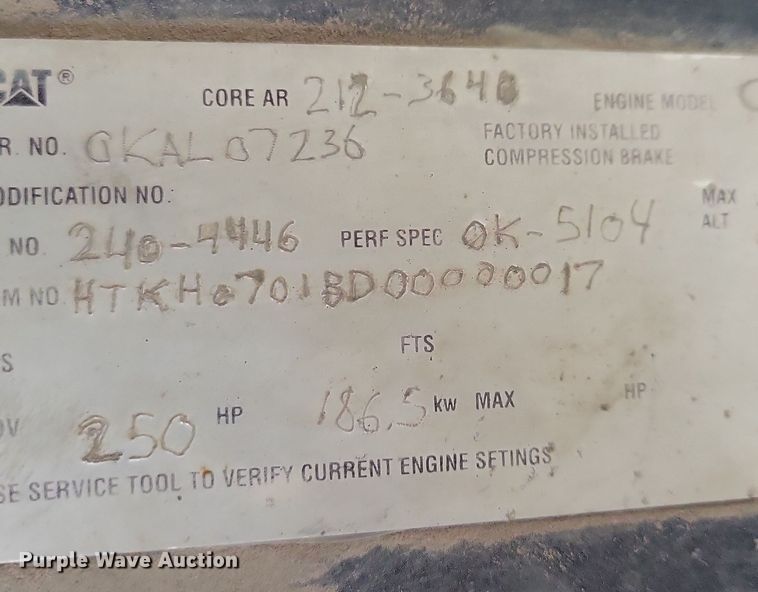 CAT® CORE AR 212-3640 ENGINE MODEL C
R. NO. GKAL07236 FACTORY INSTALLED
COMPRESSION BRAKE
ODIFICATION NO. MAX
NO. 240-4446 PERF SPEC 0K-5104 ALT
M NO. HTKH0701BD00000017
S FTS
OV 250 HP 186.5 kw MAX HP
SE SERVICE TOOL TO VERIFY CURRENT ENGINE SETINGS
Purple Wave Auction